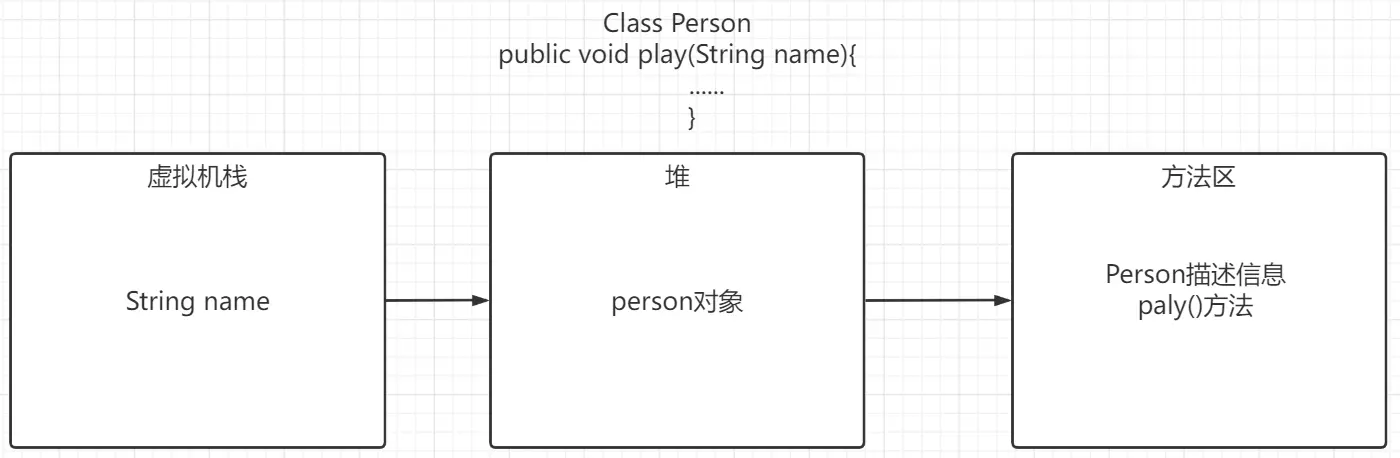 Class Person
public void play(String name){
......
}
虚拟机栈
String name
堆
person对象
方法区
Person描述信息
paly()方法